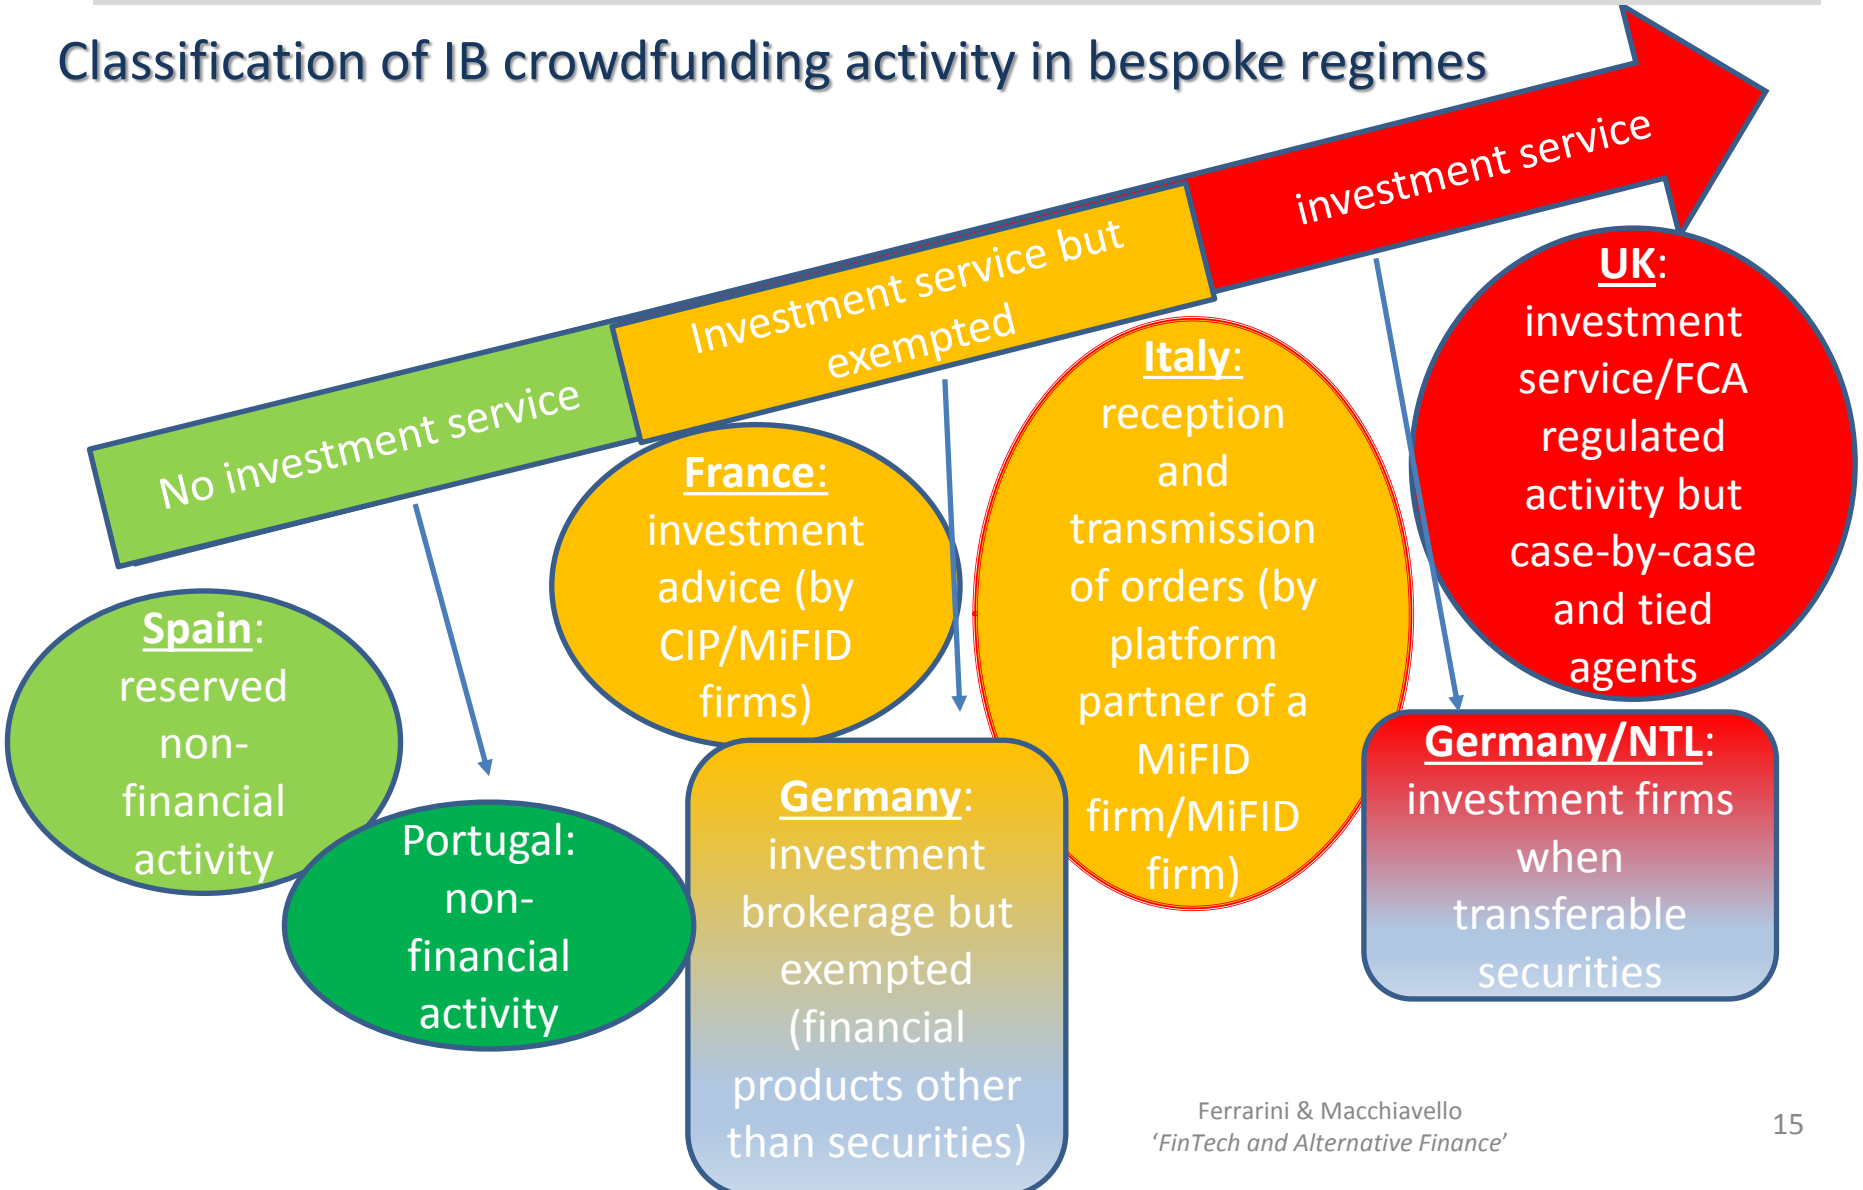 Classification of IB crowdfunding activity in bespoke regimes
No investment service
Investment service but
exempted
investment service
Spain:
reserved
non-
financial
activity
Portugal:
non-
financial
activity
France:
investment
advice (by
CIP/MiFID
firms)
Germany:
investment
brokerage but
exempted
(financial
products other
than securities)
Italy:
reception
and
transmission
of orders (by
platform
partner of a
MiFID
firm/MiFID
firm)
UK:
investment
service/FCA
regulated
activity but
case-by-case
and tied
agents
Germany/NTL:
investment firms
when
transferable
securities
Ferrarini & Macchiavello
‘FinTech and Alternative Finance’
15